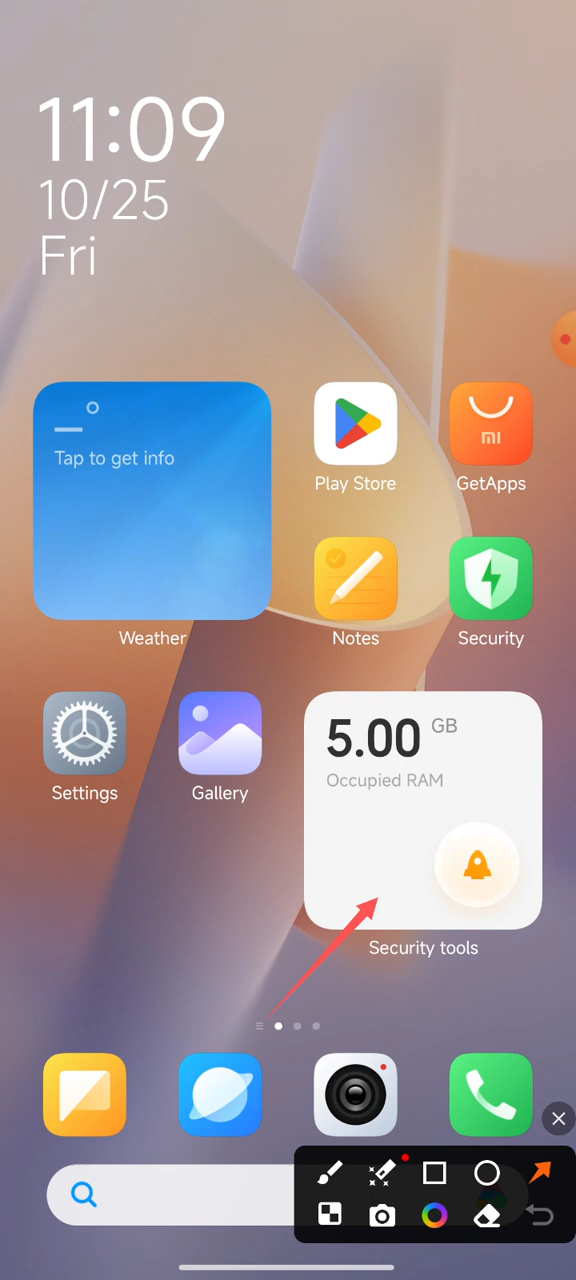 11:09
10/25
Fri
Tap to get info
Play Store
mi
GetApps
Weather
Notes
Security
5.00 GB
Occupied RAM
Settings
Gallery
Security tools